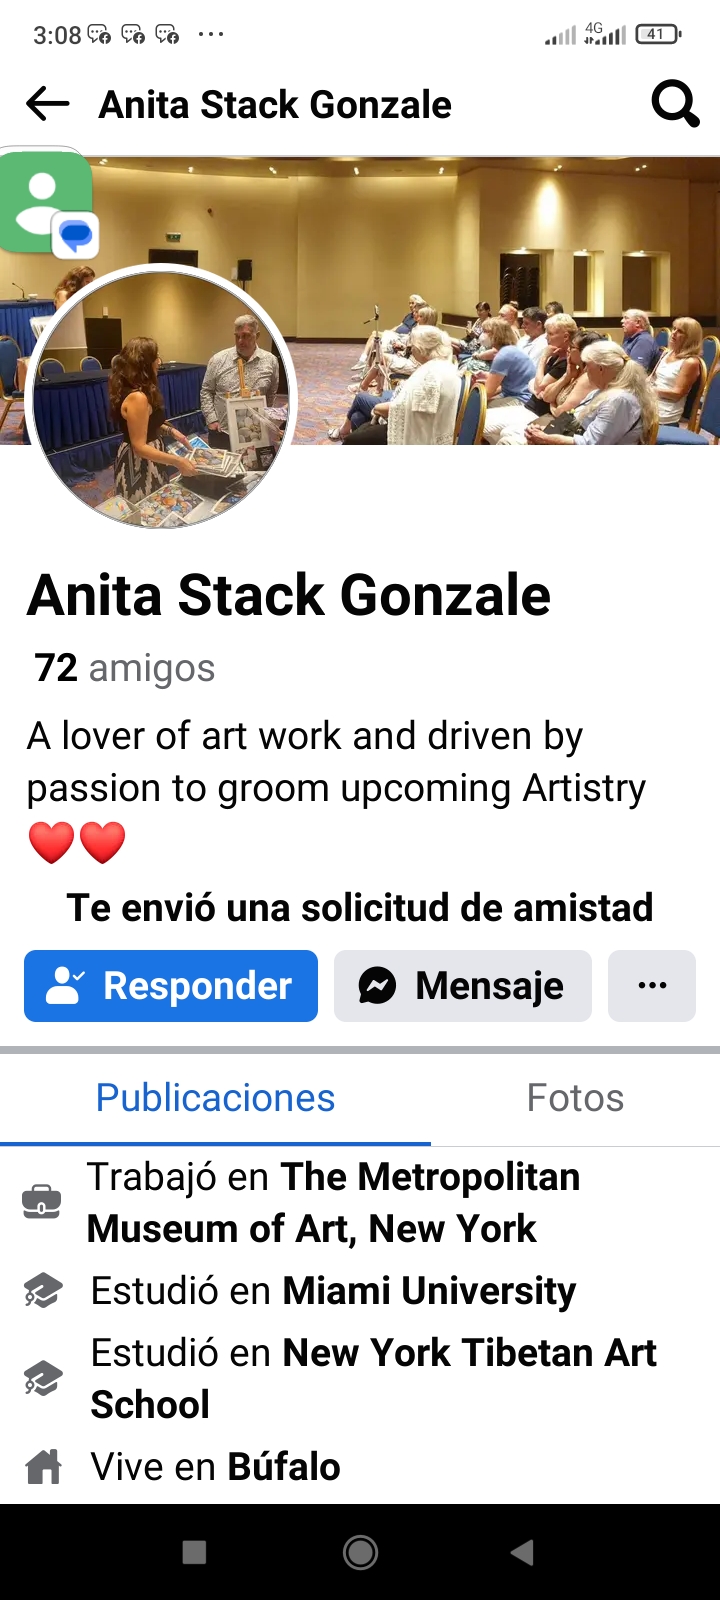 3:08
4G
41
Anita Stack Gonzale
Anita Stack Gonzale
72 amigos
A lover of art work and driven by
passion to groom upcoming Artistry
❤️❤️
Te envió una solicitud de amistad
Responder
Mensaje
Publicaciones
Fotos
Trabajó en The Metropolitan
Museum of Art, New York
Estudió en Miami University
Estudió en New York Tibetan Art
School
Vive en Búfalo